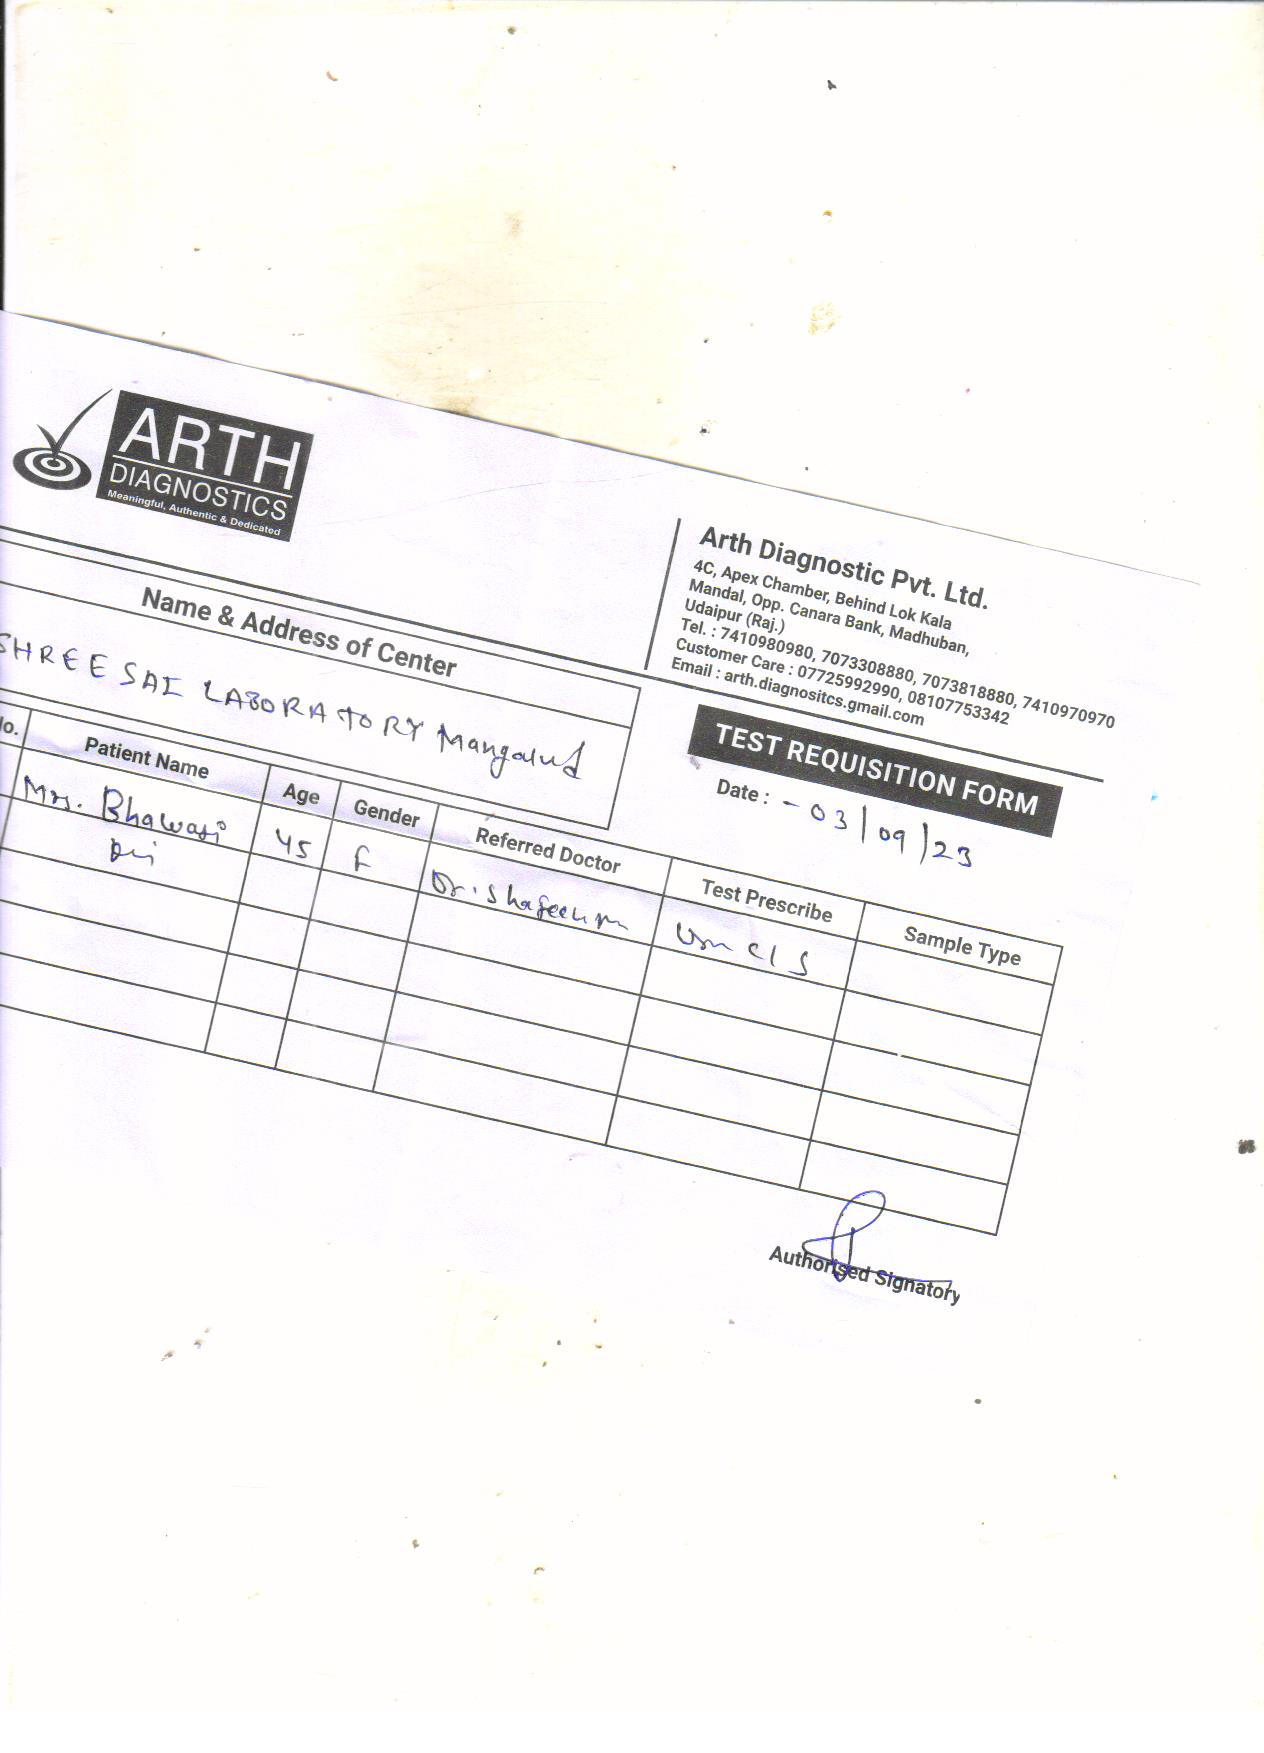 ARTH
DIAGNOSTICS
Meaningful, Authentic & Dedicated
Arth Diagnostic Pvt. Ltd.
4C, Apex Chamber, Behind Lok Kala
Mandal, Opp. Canara Bank, Madhuban,
Udaipur (Raj.)
Tel. : 7410980980, 7073308880, 7073818880, 7410970970
Customer Care : 07725992990, 08107753342
Email : arth.diagnositcs.gmail.com
Name & Address of Center
SHREE SAI LABORATORY
TEST REQUISITION FORM
Date : - 03/09/23
No. Patient Name Age Gender Referred Doctor Test Prescribe Sample Type
Mrs. 45 F Dr. C/S
Authorised Signatory